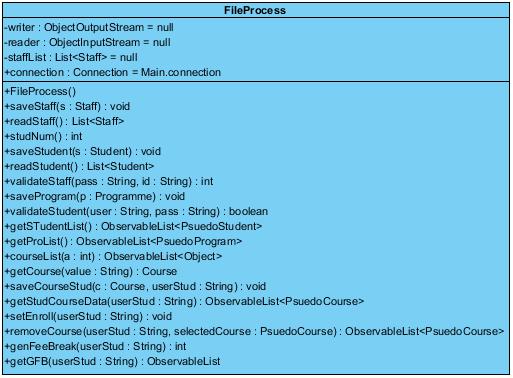 FileProcess
-writer : ObjectOutputStream = null
-reader : ObjectInputStream = null
-staffList : List<Staff> = null
+connection : Connection = Main.connection
+FileProcess()
+saveStaff(s : Staff) : void
+readStaff() : List<Staff>
+studNum() : int
+saveStudent(s : Student) : void
+readStudent() : List<Student>
+validateStaff(pass : String, id : String) : int
+saveProgram(p : Programme) : void
+validateStudent(user : String, pass : String) : boolean
+getSTudentList() : ObservableList<PsuedoStudent>
+getProList() : ObservableList<PsuedoProgram>
+courseList(a : int) : ObservableList<Object>
+getCourse(value : String) : Course
+saveCourseStud(c : Course, userStud : String) : void
+getStudCourseData(userStud : String) : ObservableList<PsuedoCourse>
+setEnroll(userStud : String) : void
+removeCourse(userStud : String, selectedCourse : PsuedoCourse) : ObservableList<PsuedoCourse>
+genFeeBreak(userStud : String) : int
+getGFB(userStud : String) : ObservableList